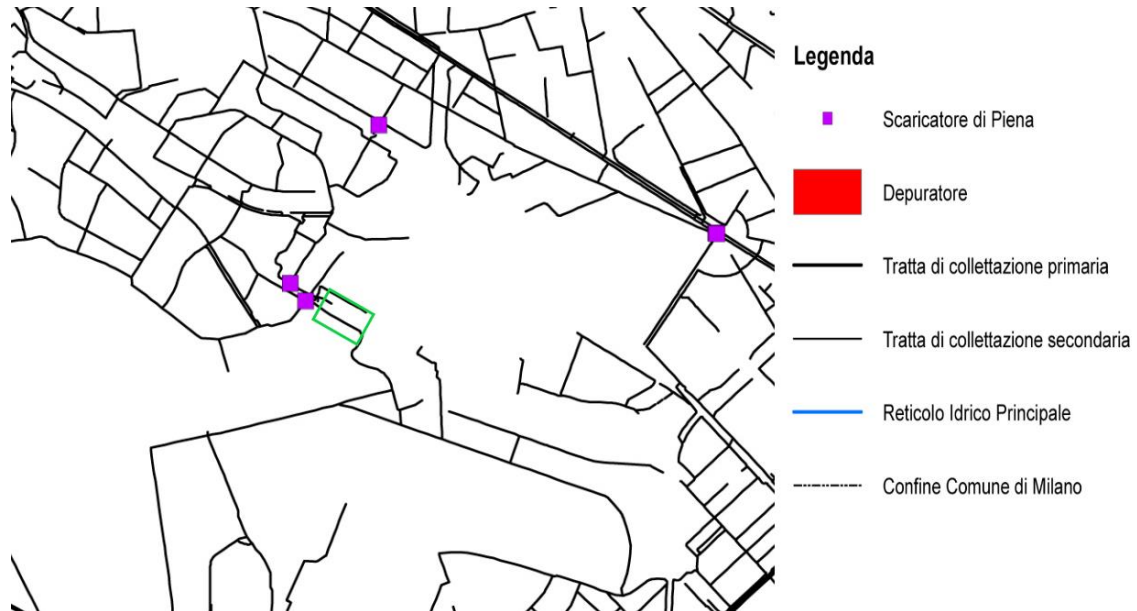 Legenda
Scaricatore di Piena
Depuratore
Tratta di collettazione primaria
Tratta di collettazione secondaria
Reticolo Idrico Principale
Confine Comune di Milano